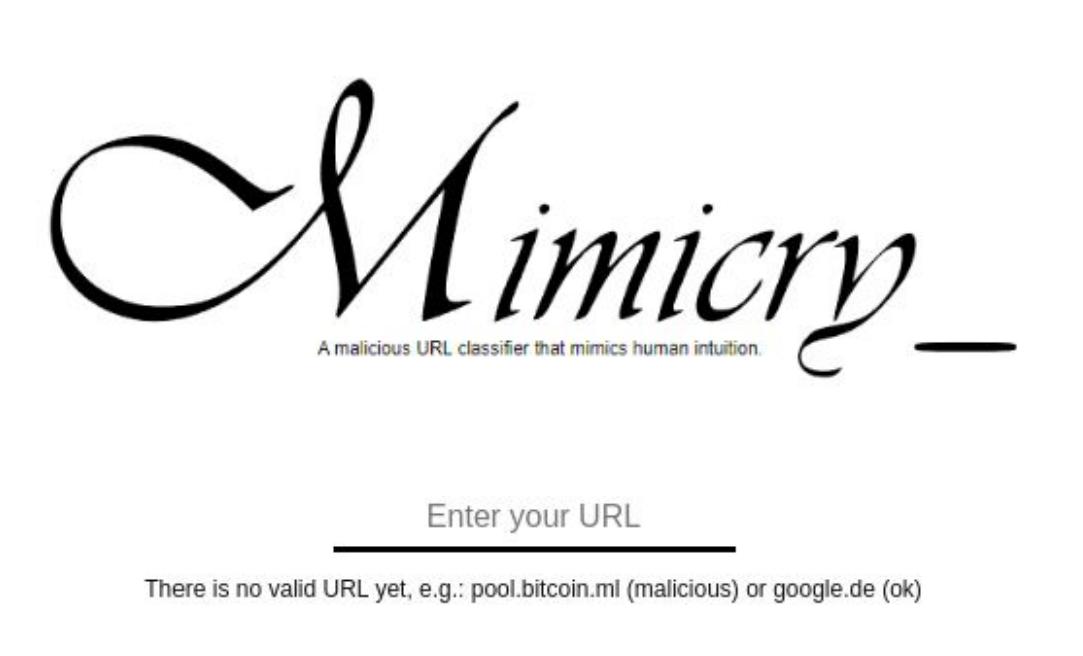 Mimicry_
A malicious URL classifier that mimics human intuition.
Enter your URL
There is no valid URL yet, e.g.: pool.bitcoin.ml (malicious) or google.de (ok)